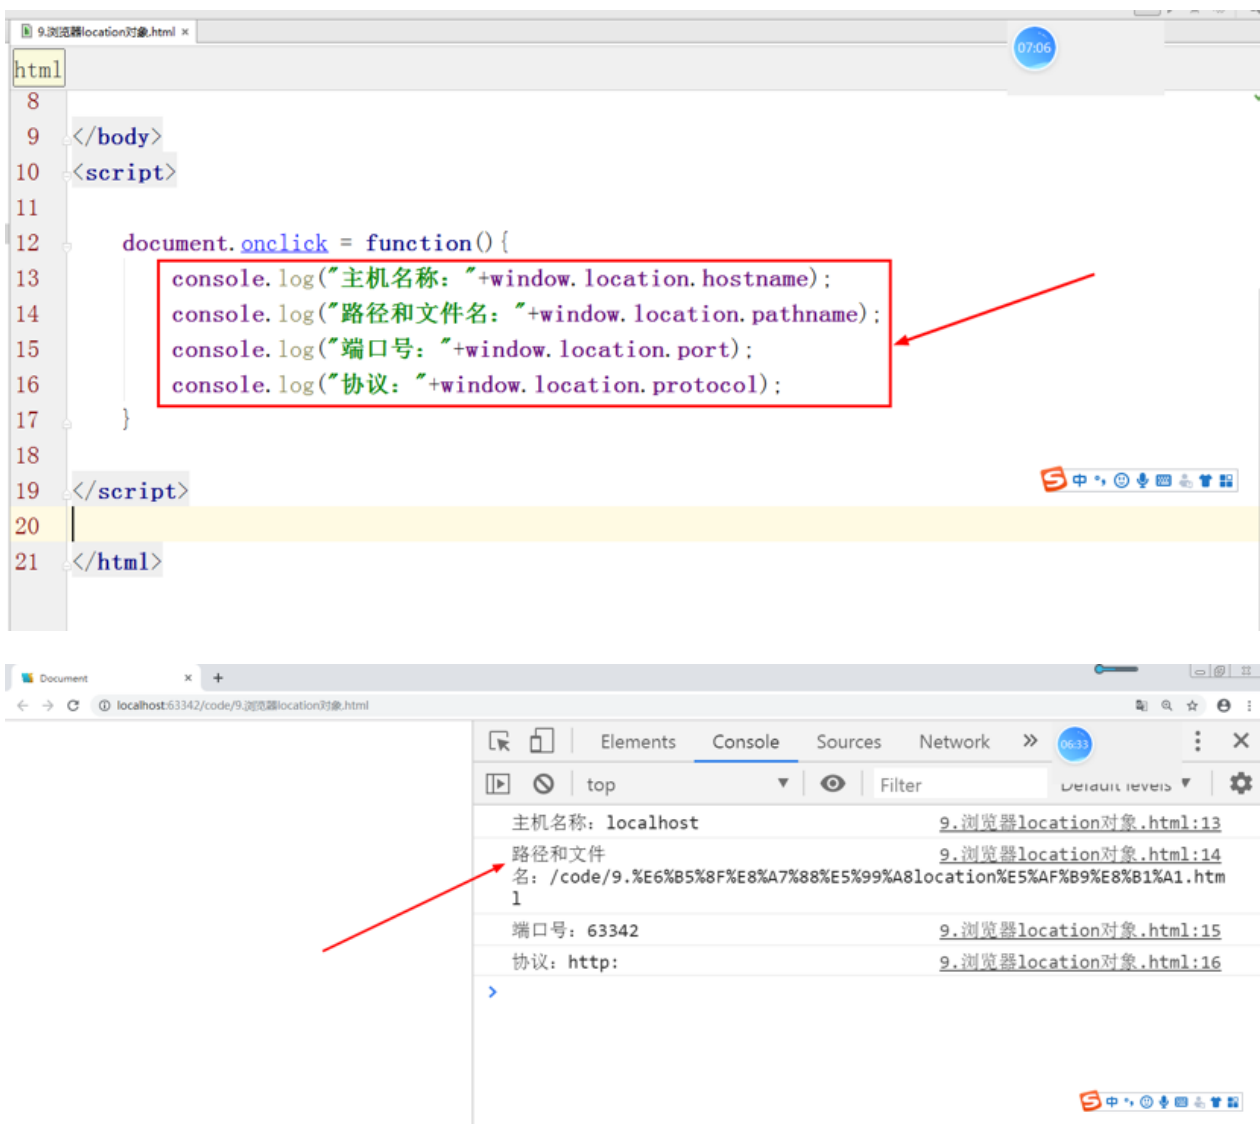 9.浏览器location对象.html ×
07:06
html
8
9 </body>
10 <script>
11
12 document.onclick = function(){
13 console.log("主机名称："+window.location.hostname);
14 console.log("路径和文件名："+window.location.pathname);
15 console.log("端口号："+window.location.port);
16 console.log("协议："+window.location.protocol);
17 }
18
19 </script>
中
20
21 </html>
Document × +
localhost:63342/code/9.浏览器location对象.html
Elements Console Sources Network » 06:33
top Filter Default levels
主机名称：localhost 9.浏览器location对象.html:13
路径和文件 9.浏览器location对象.html:14
名：/code/9.%E6%B5%8F%E8%A7%88%E5%99%A8location%E5%AF%B9%E8%B1%A1.htm
l
端口号：63342 9.浏览器location对象.html:15
协议：http: 9.浏览器location对象.html:16
>
中